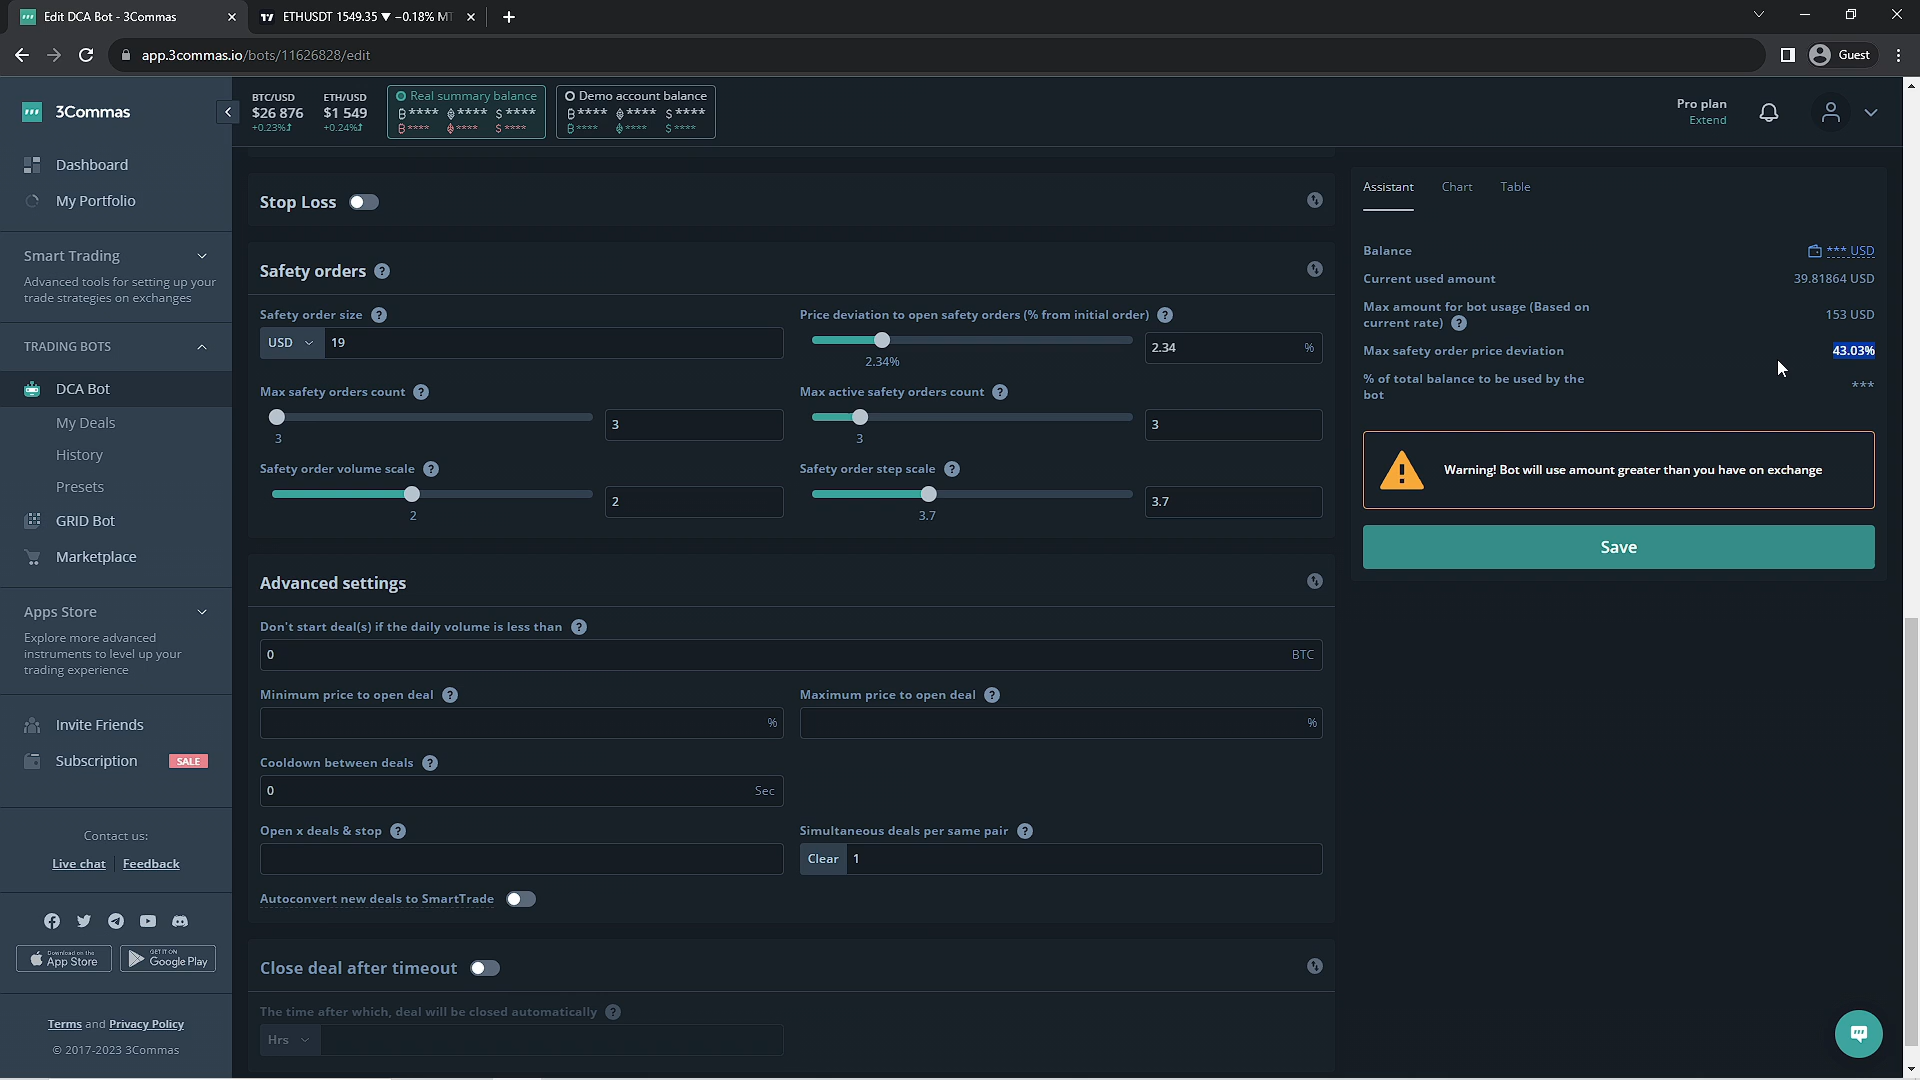 Edit DCA Bot - 3Commas
ETHUSDT 1549.35 ▼ −0.18%
app.3commas.io/bots/11626828/edit
Guest
3Commas
BTC/USD
$26 876
+0.23%
ETH/USD
$1 549
+0.24%
Real summary balance
**** **** $ ****
**** **** $ ****
Demo account balance
**** **** $ ****
**** **** $ ****
Pro plan
Extend
Dashboard
My Portfolio
Smart Trading
Advanced tools for setting up your
trade strategies on exchanges
TRADING BOTS
DCA Bot
My Deals
History
Presets
GRID Bot
Marketplace
Apps Store
Explore more advanced
instruments to level up your
trading experience
Invite Friends
Subscription SALE
Contact us:
Live chat Feedback
Download on the
App Store
GET IT ON
Google Play
Terms and Privacy Policy
© 2017-2023 3Commas
Stop Loss
Safety orders ?
Safety order size ?
USD 19
Price deviation to open safety orders (% from initial order) ?
2.34 %
2.34%
Max safety orders count ?
3
3
Max active safety orders count ?
3
3
Safety order volume scale ?
2
2
Safety order step scale ?
3.7
3.7
Advanced settings
Don't start deal(s) if the daily volume is less than ?
0 BTC
Minimum price to open deal ?
%
Maximum price to open deal ?
%
Cooldown between deals ?
0 Sec
Open x deals & stop ?
Simultaneous deals per same pair ?
Clear 1
Autoconvert new deals to SmartTrade
Close deal after timeout
The time after which, deal will be closed automatically ?
Hrs
Assistant Chart Table
Balance *** USD
Current used amount 39.81864 USD
Max amount for bot usage (Based on
current rate) ? 153 USD
Max safety order price deviation 43.03%
% of total balance to be used by the
bot ***
Warning! Bot will use amount greater than you have on exchange
Save